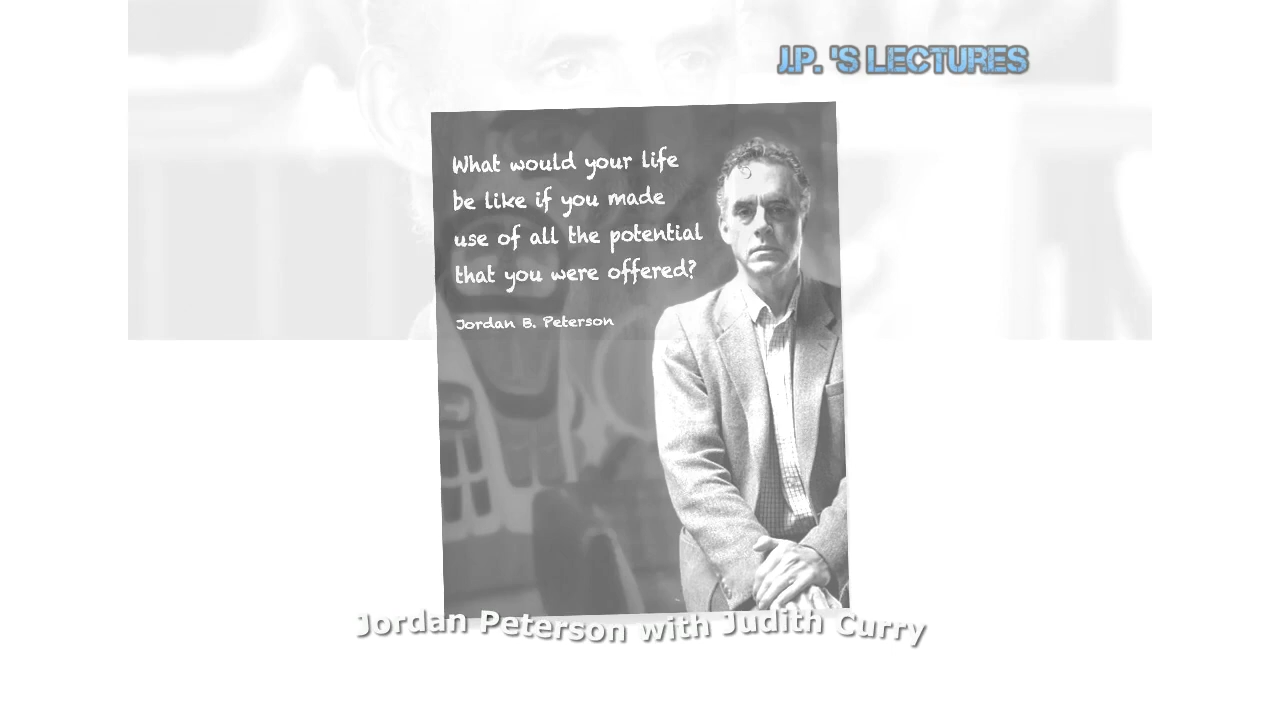 J.P. 'S LECTURES
What would your life
be like if you made
use of all the potential
that you were offered?
Jordan B. Peterson
Jordan Peterson with Judith Curry